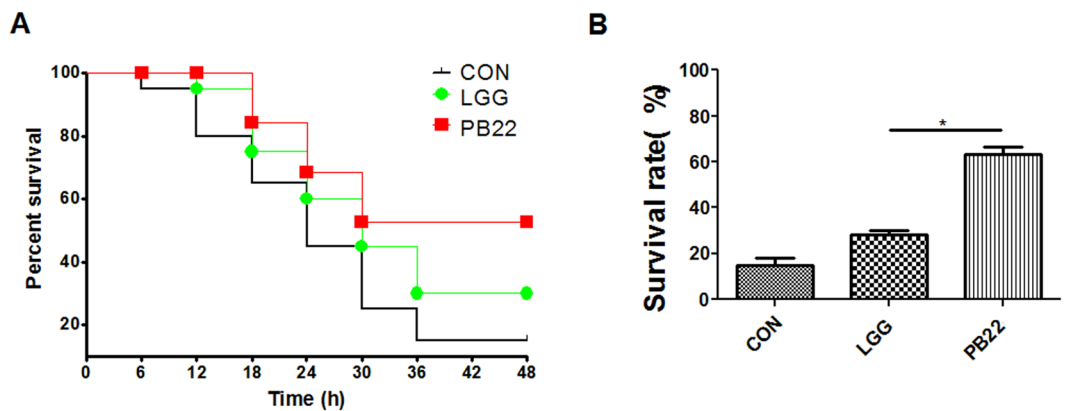 A
B
CON
LGG
PB22
Percent survival
100
80
60
40
20
0 6 12 18 24 30 36 42 48
Time (h)
Survival rate( %)
100
80
60
40
20
0
*
CON
LGG
PB22